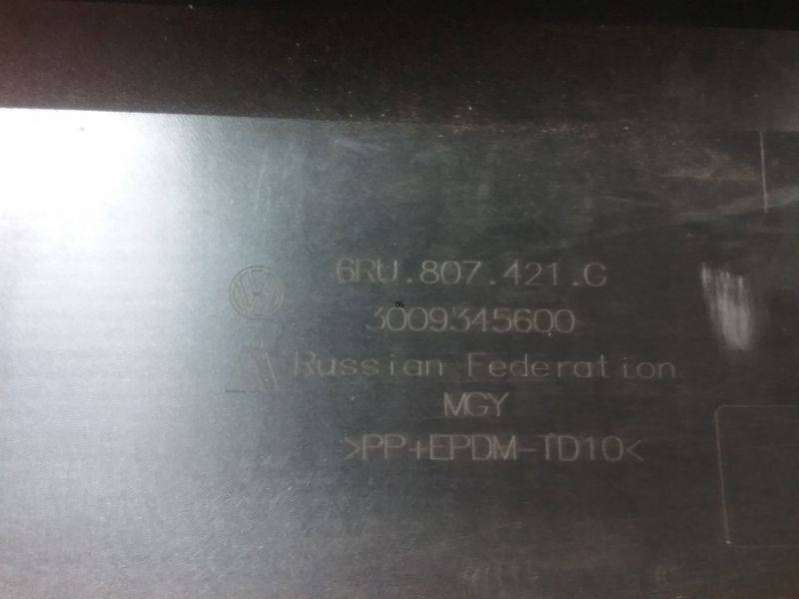 6RU.807.421.C
3009345600
Russian Federation
MGY
>PP+EPDM-TD10<